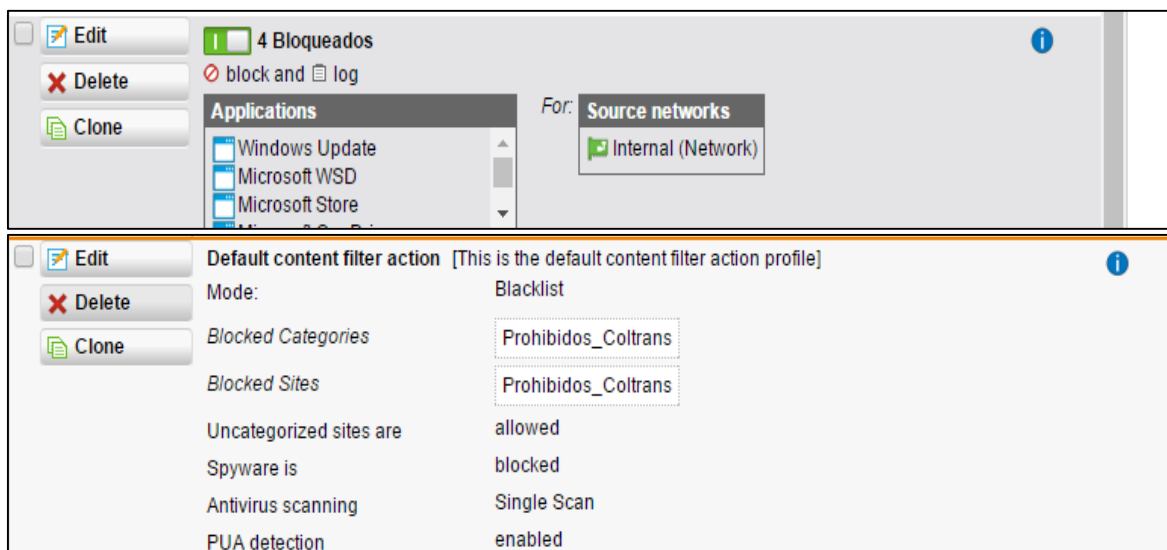 Edit
4 Bloqueados
Delete
block and log
Clone
Applications
For:
Source networks
Windows Update
Internal (Network)
Microsoft WSD
Microsoft Store
Edit
Default content filter action [This is the default content filter action profile]
Delete
Mode: Blacklist
Clone
Blocked Categories Prohibidos_Coltrans
Blocked Sites Prohibidos_Coltrans
Uncategorized sites are allowed
Spyware is blocked
Antivirus scanning Single Scan
PUA detection enabled